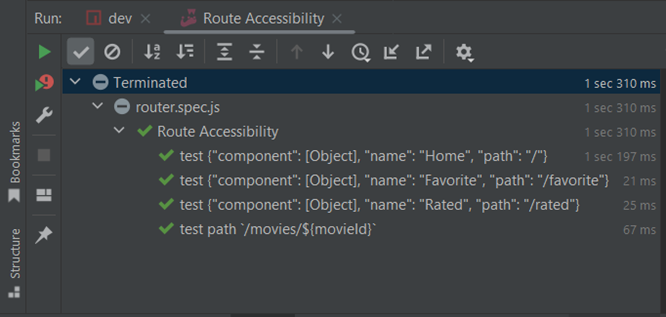 Run: dev Route Accessibility
Terminated 1 sec 310 ms
router.spec.js 1 sec 310 ms
Route Accessibility 1 sec 310 ms
test {"component": [Object], "name": "Home", "path": "/"} 1 sec 197 ms
test {"component": [Object], "name": "Favorite", "path": "/favorite"} 21 ms
test {"component": [Object], "name": "Rated", "path": "/rated"} 25 ms
test path `/movies/${movieId}` 67 ms
9
Bookmarks
Structure